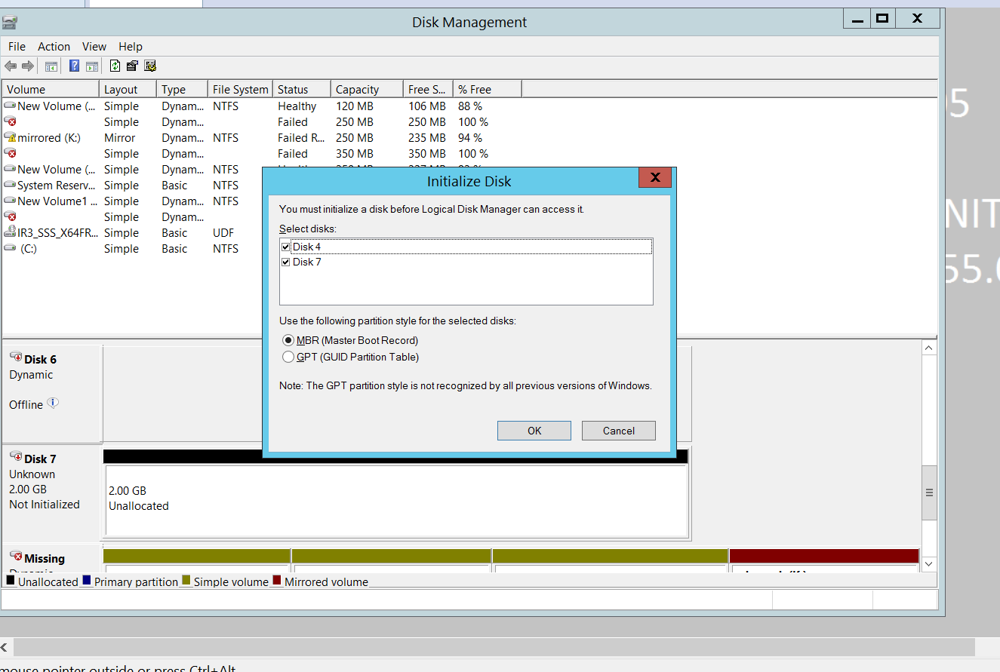 Disk Management
File Action View Help
Volume Layout Type File System Status Capacity Free S... % Free
New Volume (... Simple Dynam... NTFS Healthy 120 MB 106 MB 88 %
Simple Dynam... Failed 250 MB 250 MB 100 %
mirrored (K:) Mirror Dynam... NTFS Failed R... 250 MB 235 MB 94 %
Simple Dynam... Failed 350 MB 350 MB 100 %
New Volume (... Simple Dynam... NTFS
System Reserv... Simple Basic NTFS
New Volume1 ... Simple Dynam... NTFS
Simple Dynam...
IR3_SSS_X64FR... Simple Basic UDF
(C:) Simple Basic NTFS
Initialize Disk
You must initialize a disk before Logical Disk Manager can access it.
Select disks:
Disk 4
Disk 7
Use the following partition style for the selected disks:
MBR (Master Boot Record)
GPT (GUID Partition Table)
Note: The GPT partition style is not recognized by all previous versions of Windows.
OK Cancel
Disk 6
Dynamic
Offline
Disk 7
Unknown
2.00 GB
Not Initialized
2.00 GB
Unallocated
Missing
Dynamic
Unallocated Primary partition Simple volume Mirrored volume
5
NIT
55.
mouse pointer outside or press Ctrl+Alt